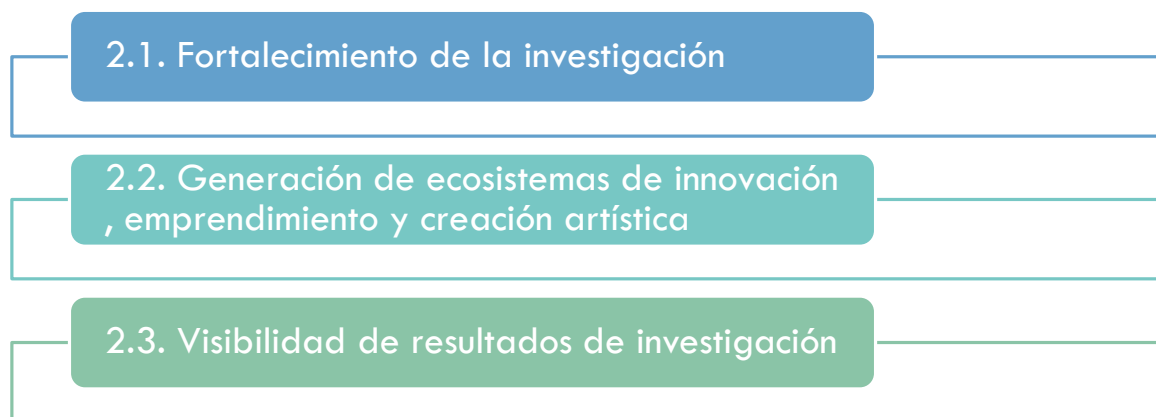 2.1. Fortalecimiento de la investigación
2.2. Generación de ecosistemas de innovación
, emprendimiento y creación artística
2.3. Visibilidad de resultados de investigación